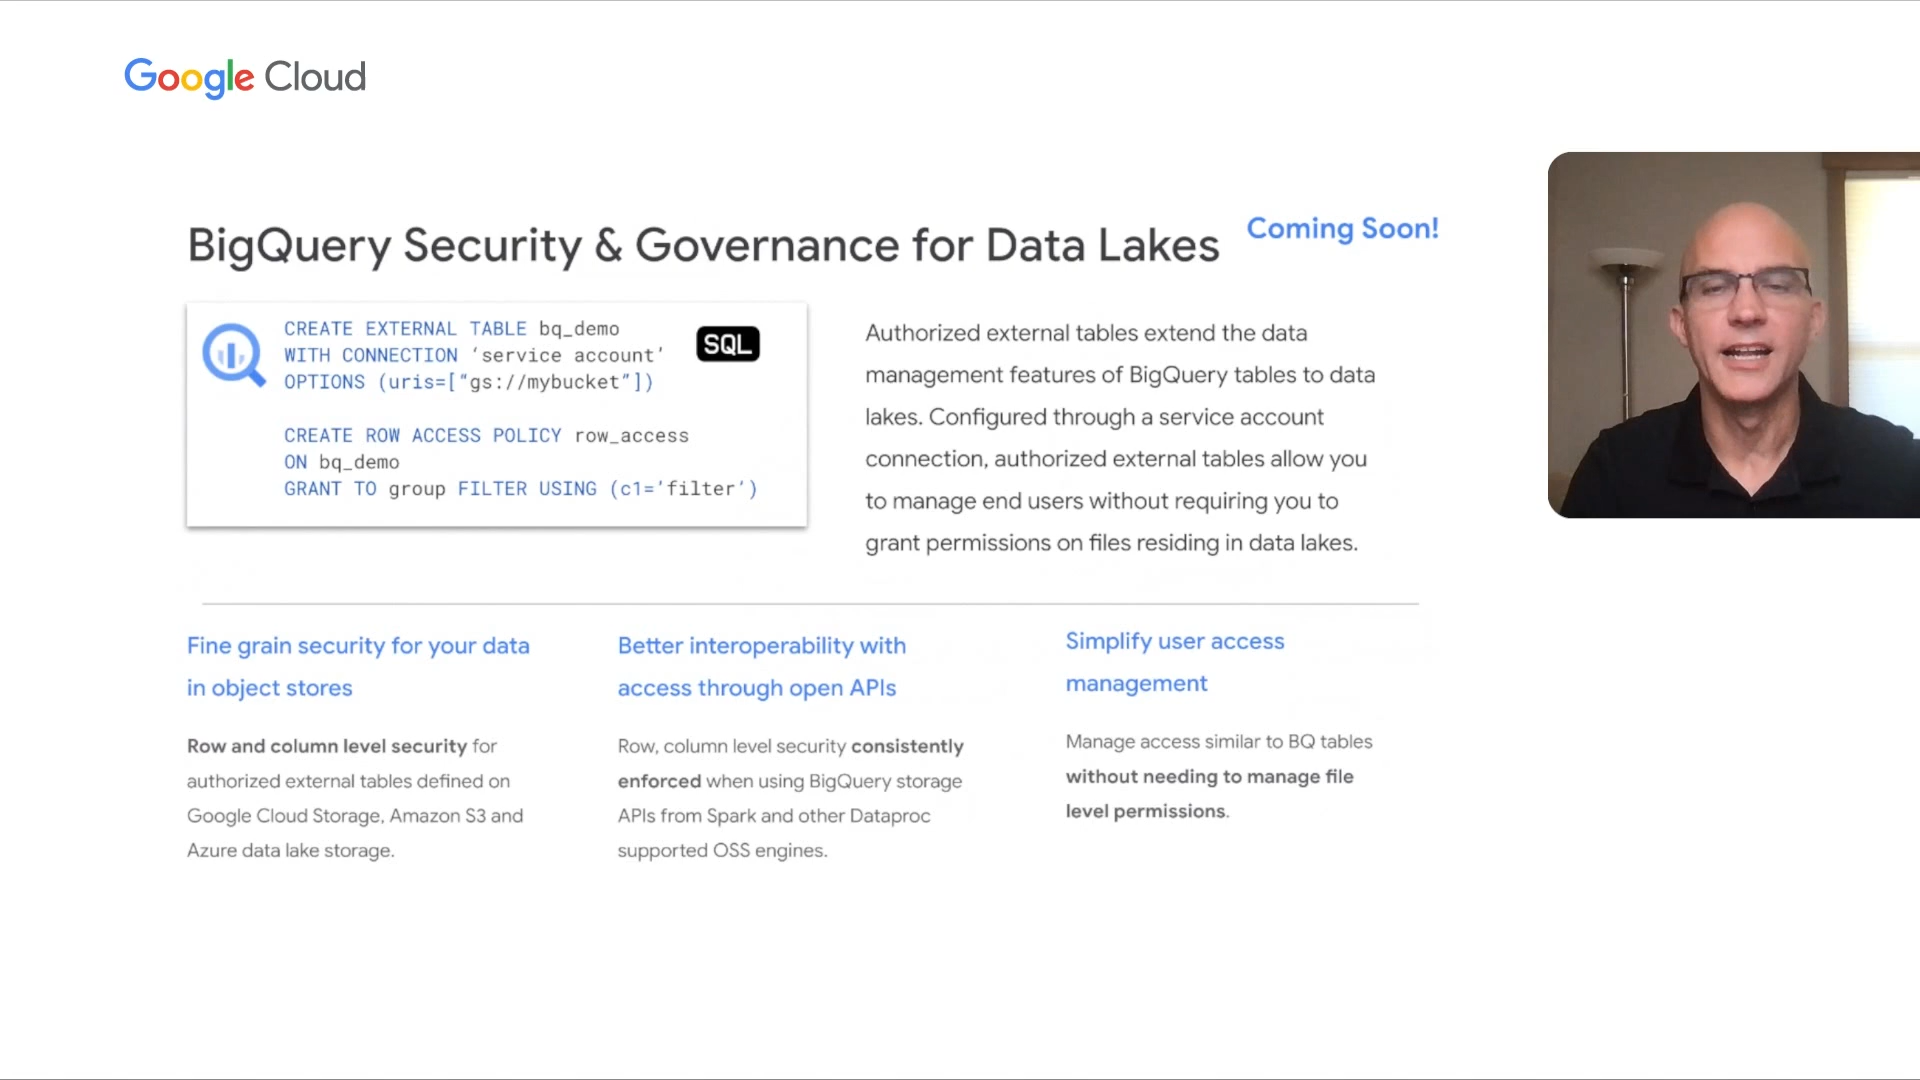 Google Cloud
BigQuery Security & Governance for Data Lakes
Coming Soon!
CREATE EXTERNAL TABLE bq_demo
WITH CONNECTION ‘service account’
OPTIONS (uris=[“gs://mybucket”])
SQL
CREATE ROW ACCESS POLICY row_access
ON bq_demo
GRANT TO group FILTER USING (c1=’filter’)
Authorized external tables extend the data
management features of BigQuery tables to data
lakes. Configured through a service account
connection, authorized external tables allow you
to manage end users without requiring you to
grant permissions on files residing in data lakes.
Fine grain security for your data
in object stores
Row and column level security for
authorized external tables defined on
Google Cloud Storage, Amazon S3 and
Azure data lake storage.
Better interoperability with
access through open APIs
Row, column level security consistently
enforced when using BigQuery storage
APIs from Spark and other Dataproc
supported OSS engines.
Simplify user access
management
Manage access similar to BQ tables
without needing to manage file
level permissions.